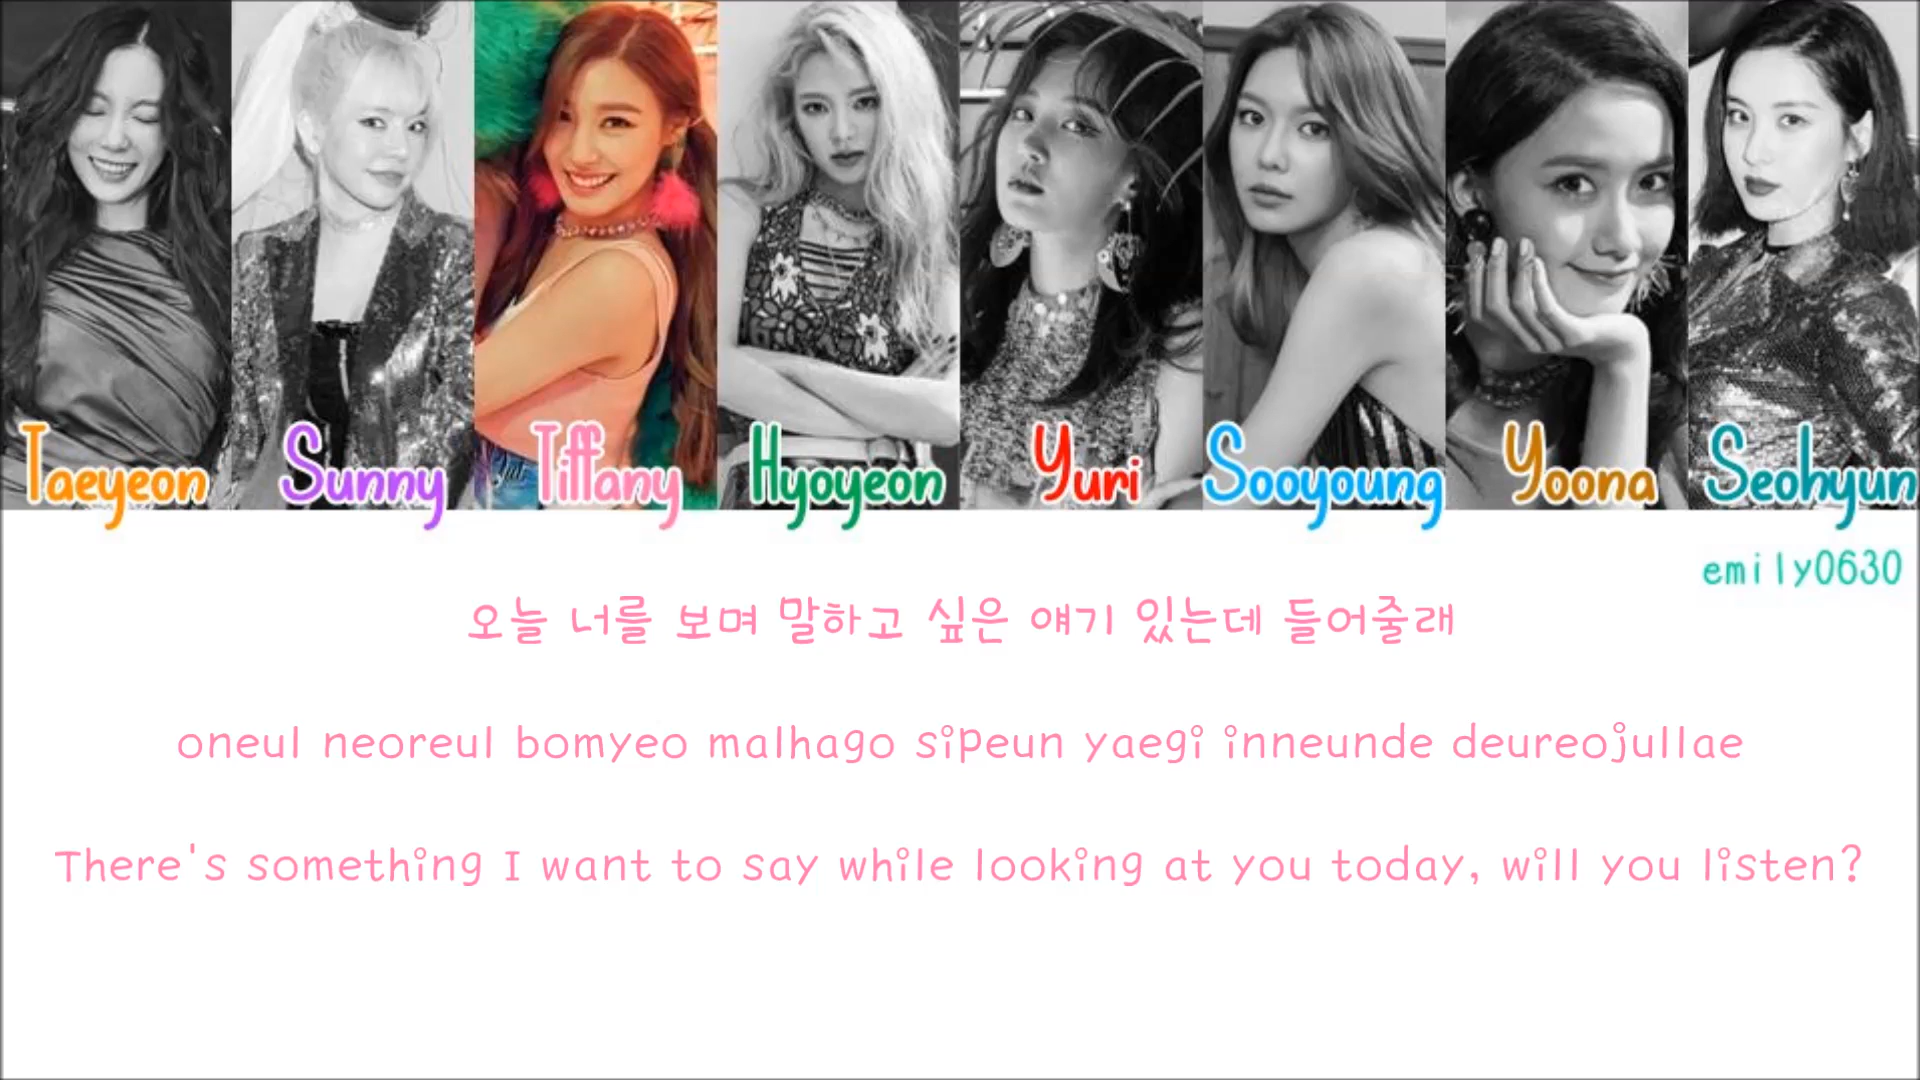 Taeyeon Sunny Tiffany Hyoyeon Yuri Sooyoung Yoona Seohyun
emily0630
오늘 너를 보며 말하고 싶은 얘기 있는데 들어줄래
oneul neoreul bomyeo malhago sipeun yaegi inneunde deureojullae
There's something I want to say while looking at you today, will you listen?